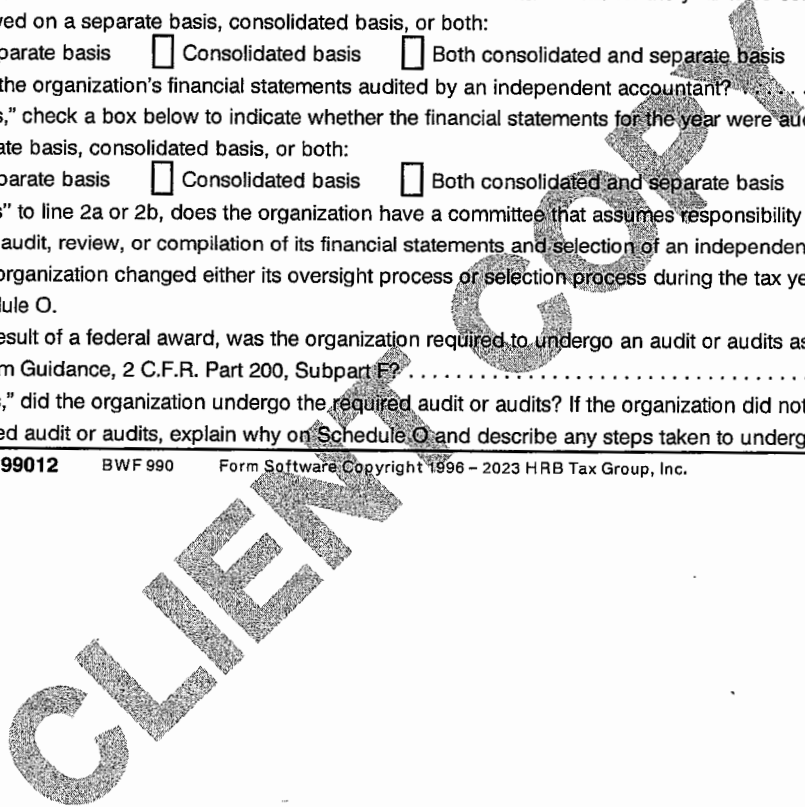 ed on a separate basis, consolidated basis, or both:
parate basis Consolidated basis Both consolidated and separate basis
the organization's financial statements audited by an independent accountant? . . . . . .
," check a box below to indicate whether the financial statements for the year were au
ate basis, consolidated basis, or both:
parate basis Consolidated basis Both consolidated and separate basis
" to line 2a or 2b, does the organization have a committee that assumes responsibility
audit, review, or compilation of its financial statements and selection of an independen
organization changed either its oversight process or selection process during the tax ye
ule O.
esult of a federal award, was the organization required to undergo an audit or audits as
m Guidance, 2 C.F.R. Part 200, Subpart F? . . . . . . . . . . . . . . . . . . . . . . . . . . . . . . . . . . . .
," did the organization undergo the required audit or audits? If the organization did not
ed audit or audits, explain why on Schedule O and describe any steps taken to underg
99012 BWF 990 Form Software Copyright 1996 – 2023 HRB Tax Group, Inc.
CLIENT COPY